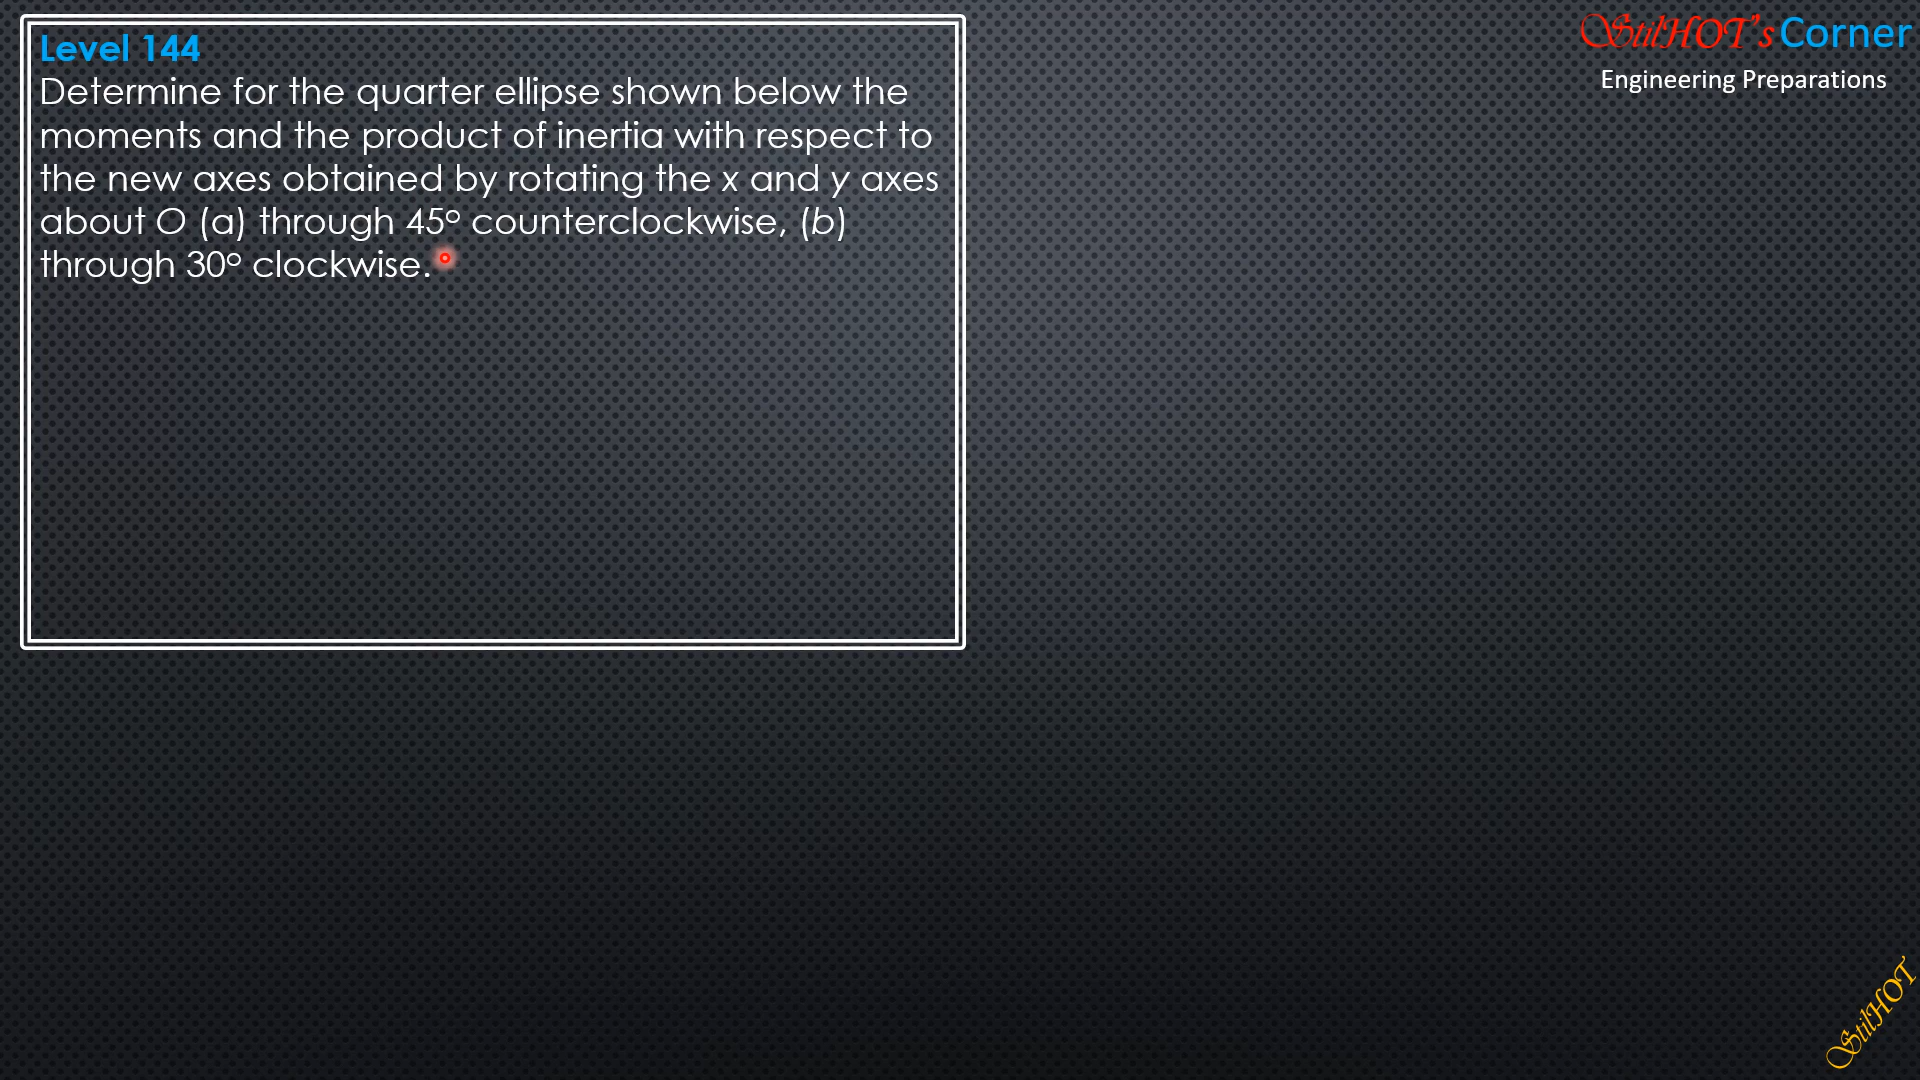 Level 144
Determine for the quarter ellipse shown below the
moments and the product of inertia with respect to
the new axes obtained by rotating the x and y axes
about O (a) through 45º counterclockwise, (b)
through 30º clockwise.
StilHOT's Corner
Engineering Preparations
StilHOT